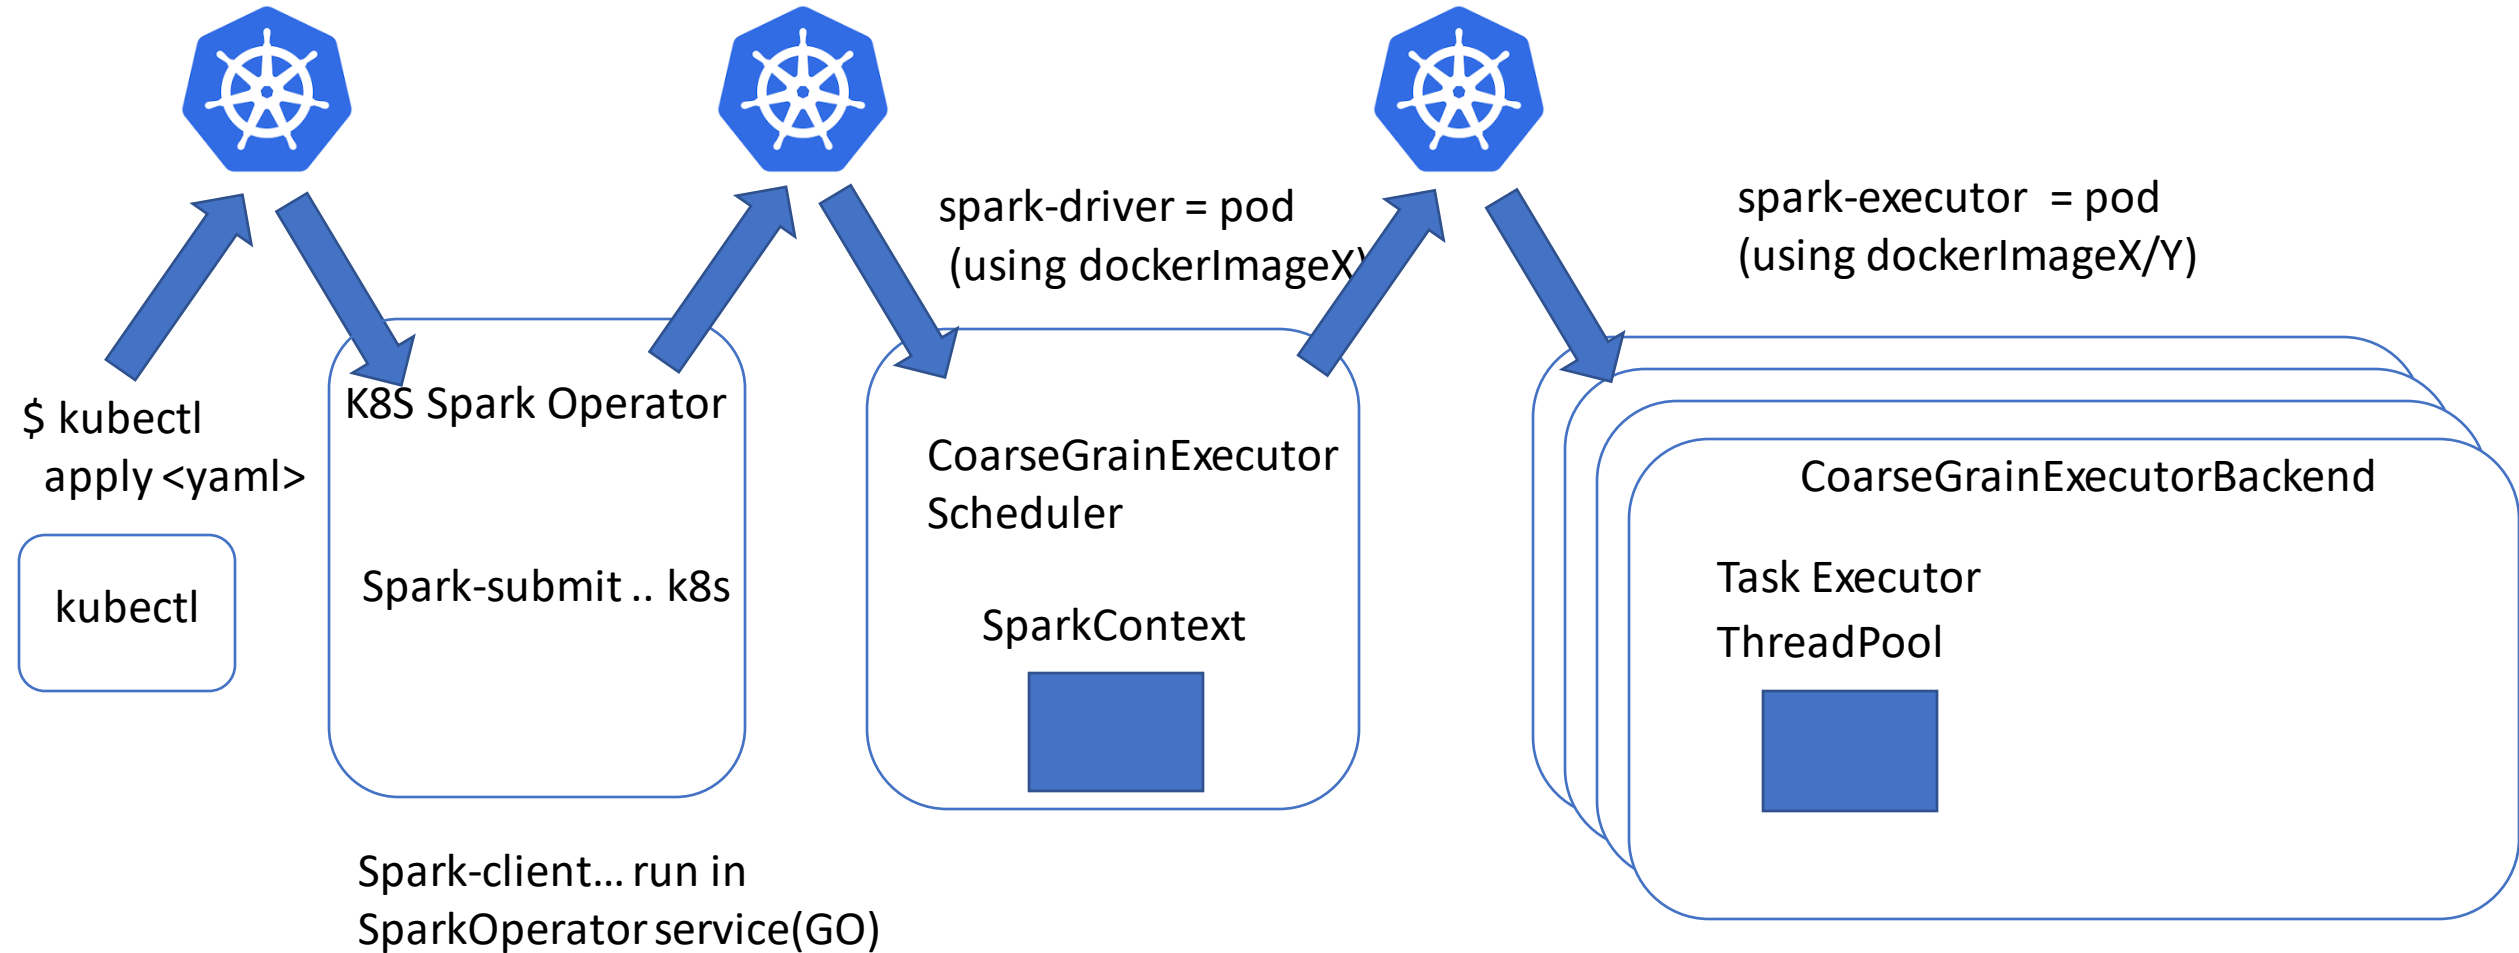 $ kubectl
apply <yaml>
kubectl
K8S Spark Operator
Spark-submit .. k8s
Spark-client... run in
SparkOperator service(GO)
spark-driver = pod
(using dockerImageX)
CoarseGrainExecutor
Scheduler
SparkContext
spark-executor = pod
(using dockerImageX/Y)
CoarseGrainExecutorBackend
Task Executor
ThreadPool